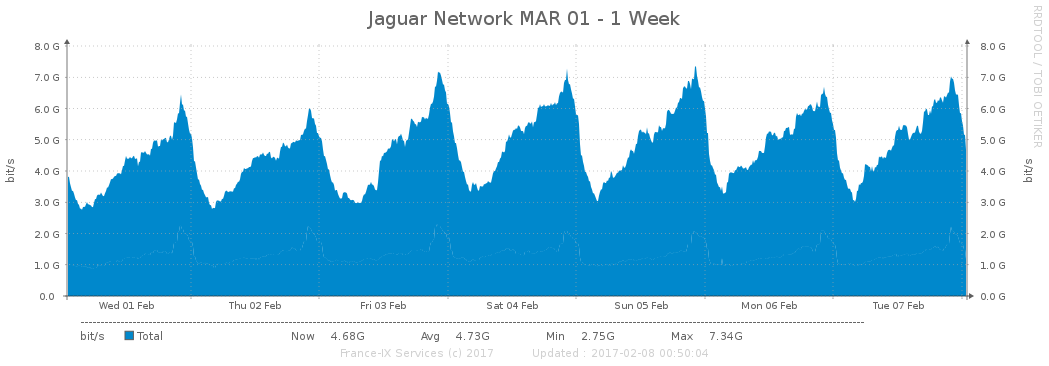 Jaguar Network MAR 01 - 1 Week
RRDTOOL / TOBI OETIKER
bit/s
8.0 G 8.0 G
7.0 G 7.0 G
6.0 G 6.0 G
5.0 G 5.0 G
4.0 G 4.0 G
3.0 G 3.0 G
2.0 G 2.0 G
1.0 G 1.0 G
0.0 0.0 G
bit/s
Wed 01 Feb Thu 02 Feb Fri 03 Feb Sat 04 Feb Sun 05 Feb Mon 06 Feb Tue 07 Feb
bit/s Total Now 4.68G Avg 4.73G Min 2.75G Max 7.34G
France-IX Services (c) 2017 Updated : 2017-02-08 00:50:04